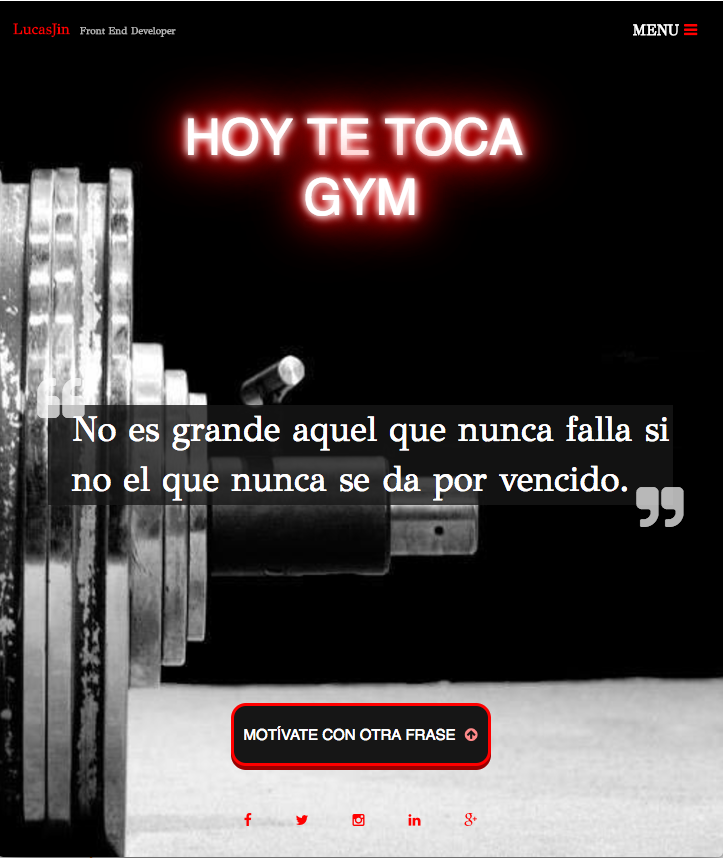 LucasJin Front End Developer
MENU
HOY TE TOCA
GYM
No es grande aquel que nunca falla si
no el que nunca se da por vencido.
MOTÍVATE CON OTRA FRASE